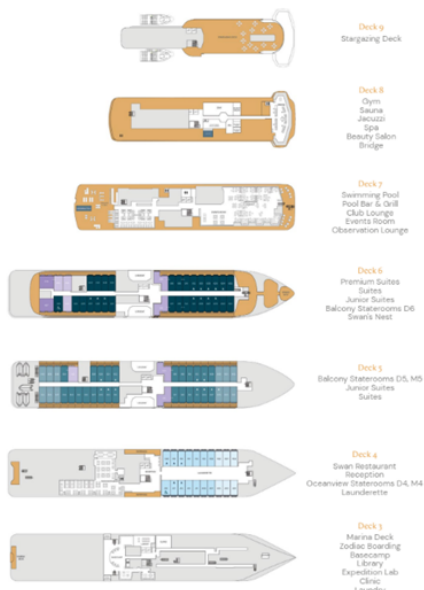 Deck 9
Stargazing Deck
Deck 8
Gym
Sauna
Jacuzzi
Spa
Beauty Salon
Bridge
Deck 7
Swimming Pool
Pool Bar & Grill
Club Lounge
Events Room
Observation Lounge
Deck 6
Premium Suites
Suites
Junior Suites
Balcony Staterooms D6
Swan's Nest
Deck 5
Balcony Staterooms D5, M5
Junior Suites
Suites
Deck 4
Swan Restaurant
Reception
Oceanview Staterooms D4, M4
Launderette
Deck 3
Marina Deck
Zodiac Boarding
Basecamp
Library
Expedition Lab
Clinic
Laundry